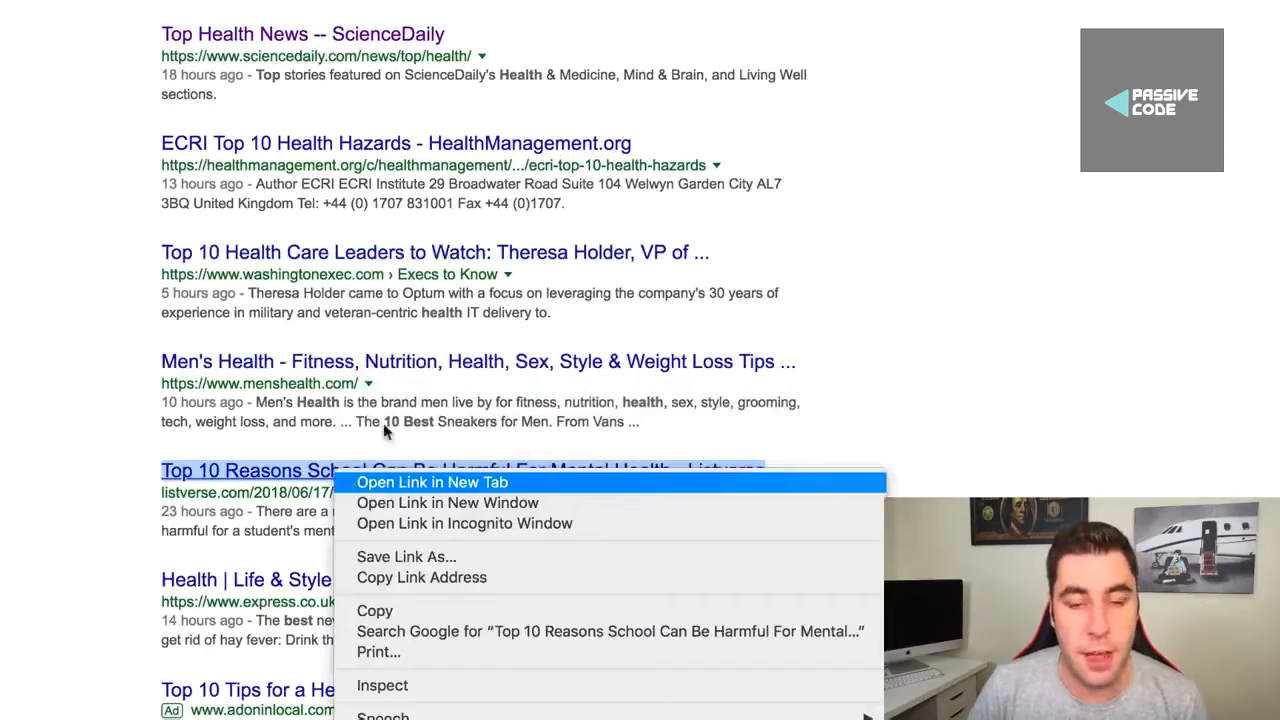 Top Health News -- ScienceDaily
https://www.sciencedaily.com/news/top/health/
18 hours ago - Top stories featured on ScienceDaily's Health & Medicine, Mind & Brain, and Living Well
sections.
PASSIVE
CODE
ECRI Top 10 Health Hazards - HealthManagement.org
https://healthmanagement.org/c/healthmanagement/.../ecri-top-10-health-hazards
13 hours ago - Author ECRI ECRI Institute 29 Broadwater Road Suite 104 Welwyn Garden City AL7
3BQ United Kingdom Tel: +44 (0) 1707 831001 Fax +44 (0)1707.
Top 10 Health Care Leaders to Watch: Theresa Holder, VP of ...
https://www.washingtonexec.com › Execs to Know
5 hours ago - Theresa Holder came to Optum with a focus on leveraging the company's 30 years of
experience in military and veteran-centric health IT delivery to.
Men's Health - Fitness, Nutrition, Health, Sex, Style & Weight Loss Tips ...
https://www.menshealth.com/
10 hours ago - Men's Health is the brand men live by for fitness, nutrition, health, sex, style, grooming,
tech, weight loss, and more. ... The 10 Best Sneakers for Men. From Vans ...
Top 10 Reasons School Can Be Harmful For Mental Health - Listverse
listverse.com/2018/06/17/
23 hours ago - There are a
harmful for a student's ment
Open Link in New Tab
Open Link in New Window
Open Link in Incognito Window
Save Link As...
Copy Link Address
Copy
Search Google for “Top 10 Reasons School Can Be Harmful For Mental...”
Print...
Inspect
Speech
Health | Life & Style
https://www.express.co.uk
14 hours ago - The best ne
get rid of hay fever: Drink th
Top 10 Tips for a He
Ad www.adoninlocal.com